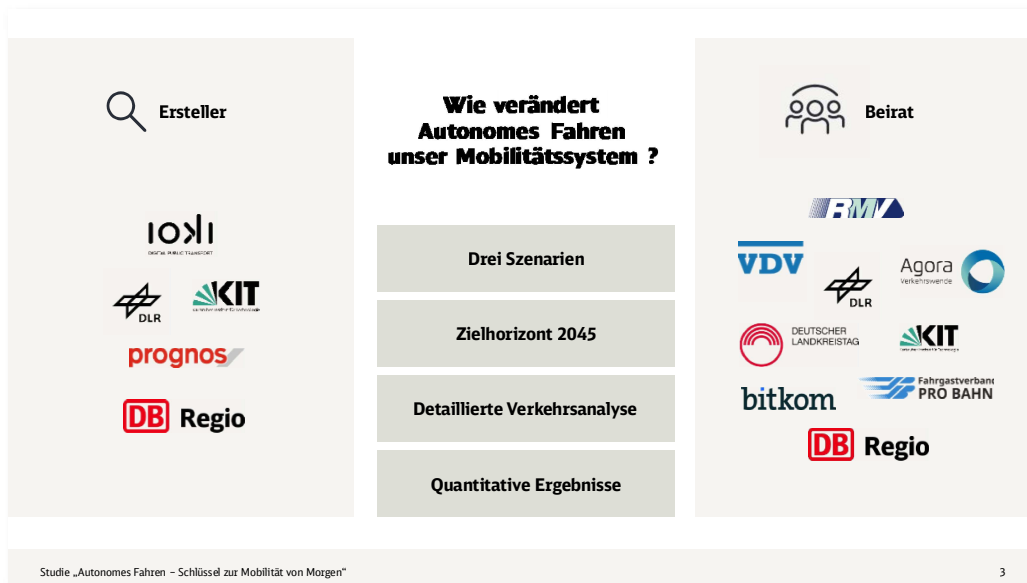 Ersteller
ioki
DIGITAL PUBLIC TRANSPORT
DLR
KIT
prognos
DB Regio
Wie verändert
Autonomes Fahren
unser Mobilitätssystem ?
Drei Szenarien
Zielhorizont 2045
Detaillierte Verkehrsanalyse
Quantitative Ergebnisse
Beirat
RMV
VDV
DLR
Agora
Verkehrswende
DEUTSCHER
LANDKREISTAG
KIT
bitkom
Fahrgastverband
PRO BAHN
DB Regio
Studie „Autonomes Fahren – Schlüssel zur Mobilität von Morgen“
3